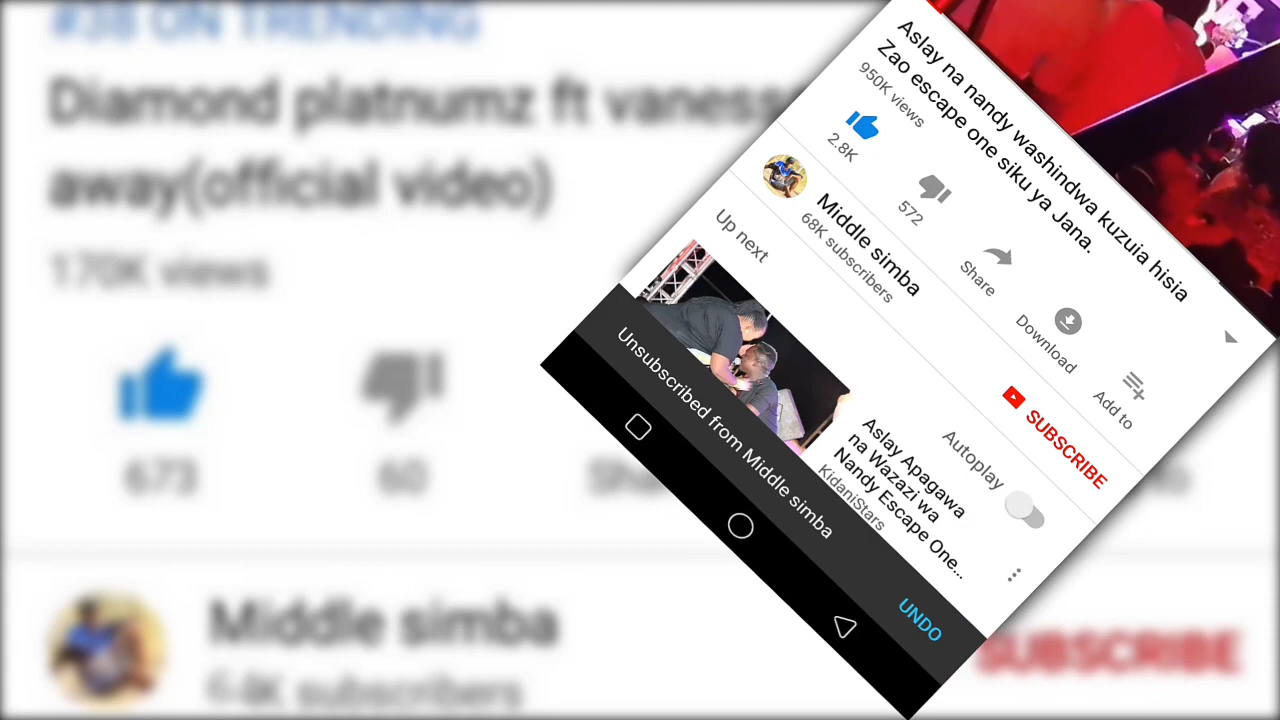 #38 ON TRENDING
Diamond platnumz ft
away(official video)
170K views
673
60
Middle simba
subscribers
SUBSCRIBE
Aslay na nandy washindwa kuzuia hisia
Zao escape one siku ya Jana.
950K views
2.8K
572
Share
Download
Add to
Middle simba
68K subscribers
SUBSCRIBE
Up next
Autoplay
Aslay Apagawa
na Wazazi wa
Nandy Escape One...
KidaniStars
Unsubscribed from Middle simba
UNDO